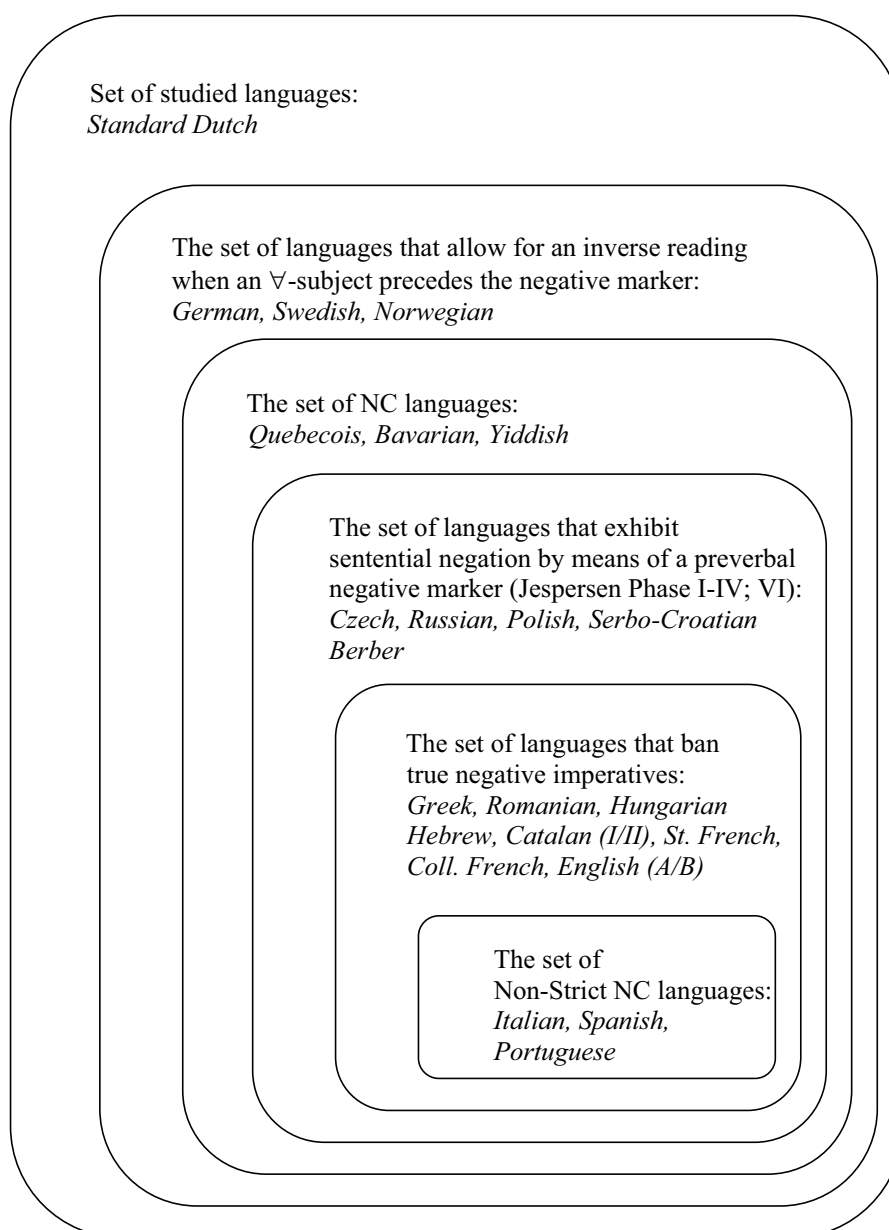 Set of studied languages:
Standard Dutch
The set of languages that allow for an inverse reading
when an ∀-subject precedes the negative marker:
German, Swedish, Norwegian
The set of NC languages:
Quebecois, Bavarian, Yiddish
The set of languages that exhibit
sentential negation by means of a preverbal
negative marker (Jespersen Phase I-IV; VI):
Czech, Russian, Polish, Serbo-Croatian
Berber
The set of languages that ban
true negative imperatives:
Greek, Romanian, Hungarian
Hebrew, Catalan (I/II), St. French,
Coll. French, English (A/B)
The set of
Non-Strict NC languages:
Italian, Spanish,
Portuguese